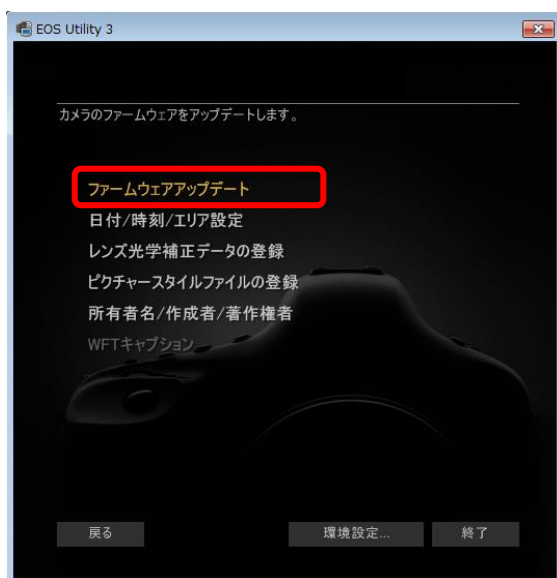 EOS Utility 3
カメラのファームウェアをアップデートします。
ファームウェアアップデート
日付/時刻/エリア設定
レンズ光学補正データの登録
ピクチャースタイルファイルの登録
所有者名/作成者/著作権者
WFTキャプション
戻る 環境設定... 終了